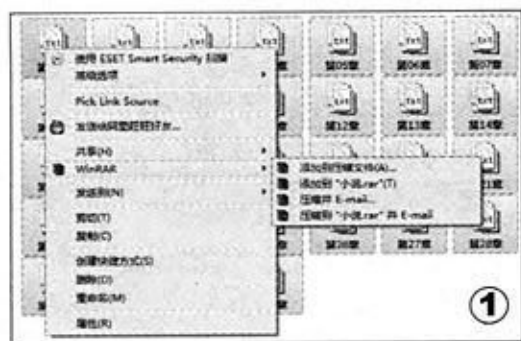 第05章 第06章 第07章
使用 ESET Smart Security 扫描
高级选项
Pick Link Source
第12章 第13章 第14章
共享(H)
WinRAR
添加到压缩文件(A)...
添加到 "小说.rar"(T)
21章
压缩并 E-mail...
发送到(N)
压缩到 "小说.rar" 并 E-mail
剪切(T)
复制(C)
第26章 第27章 第28章
创建快捷方式(S)
删除(D)
重命名(M)
属性(R)
①